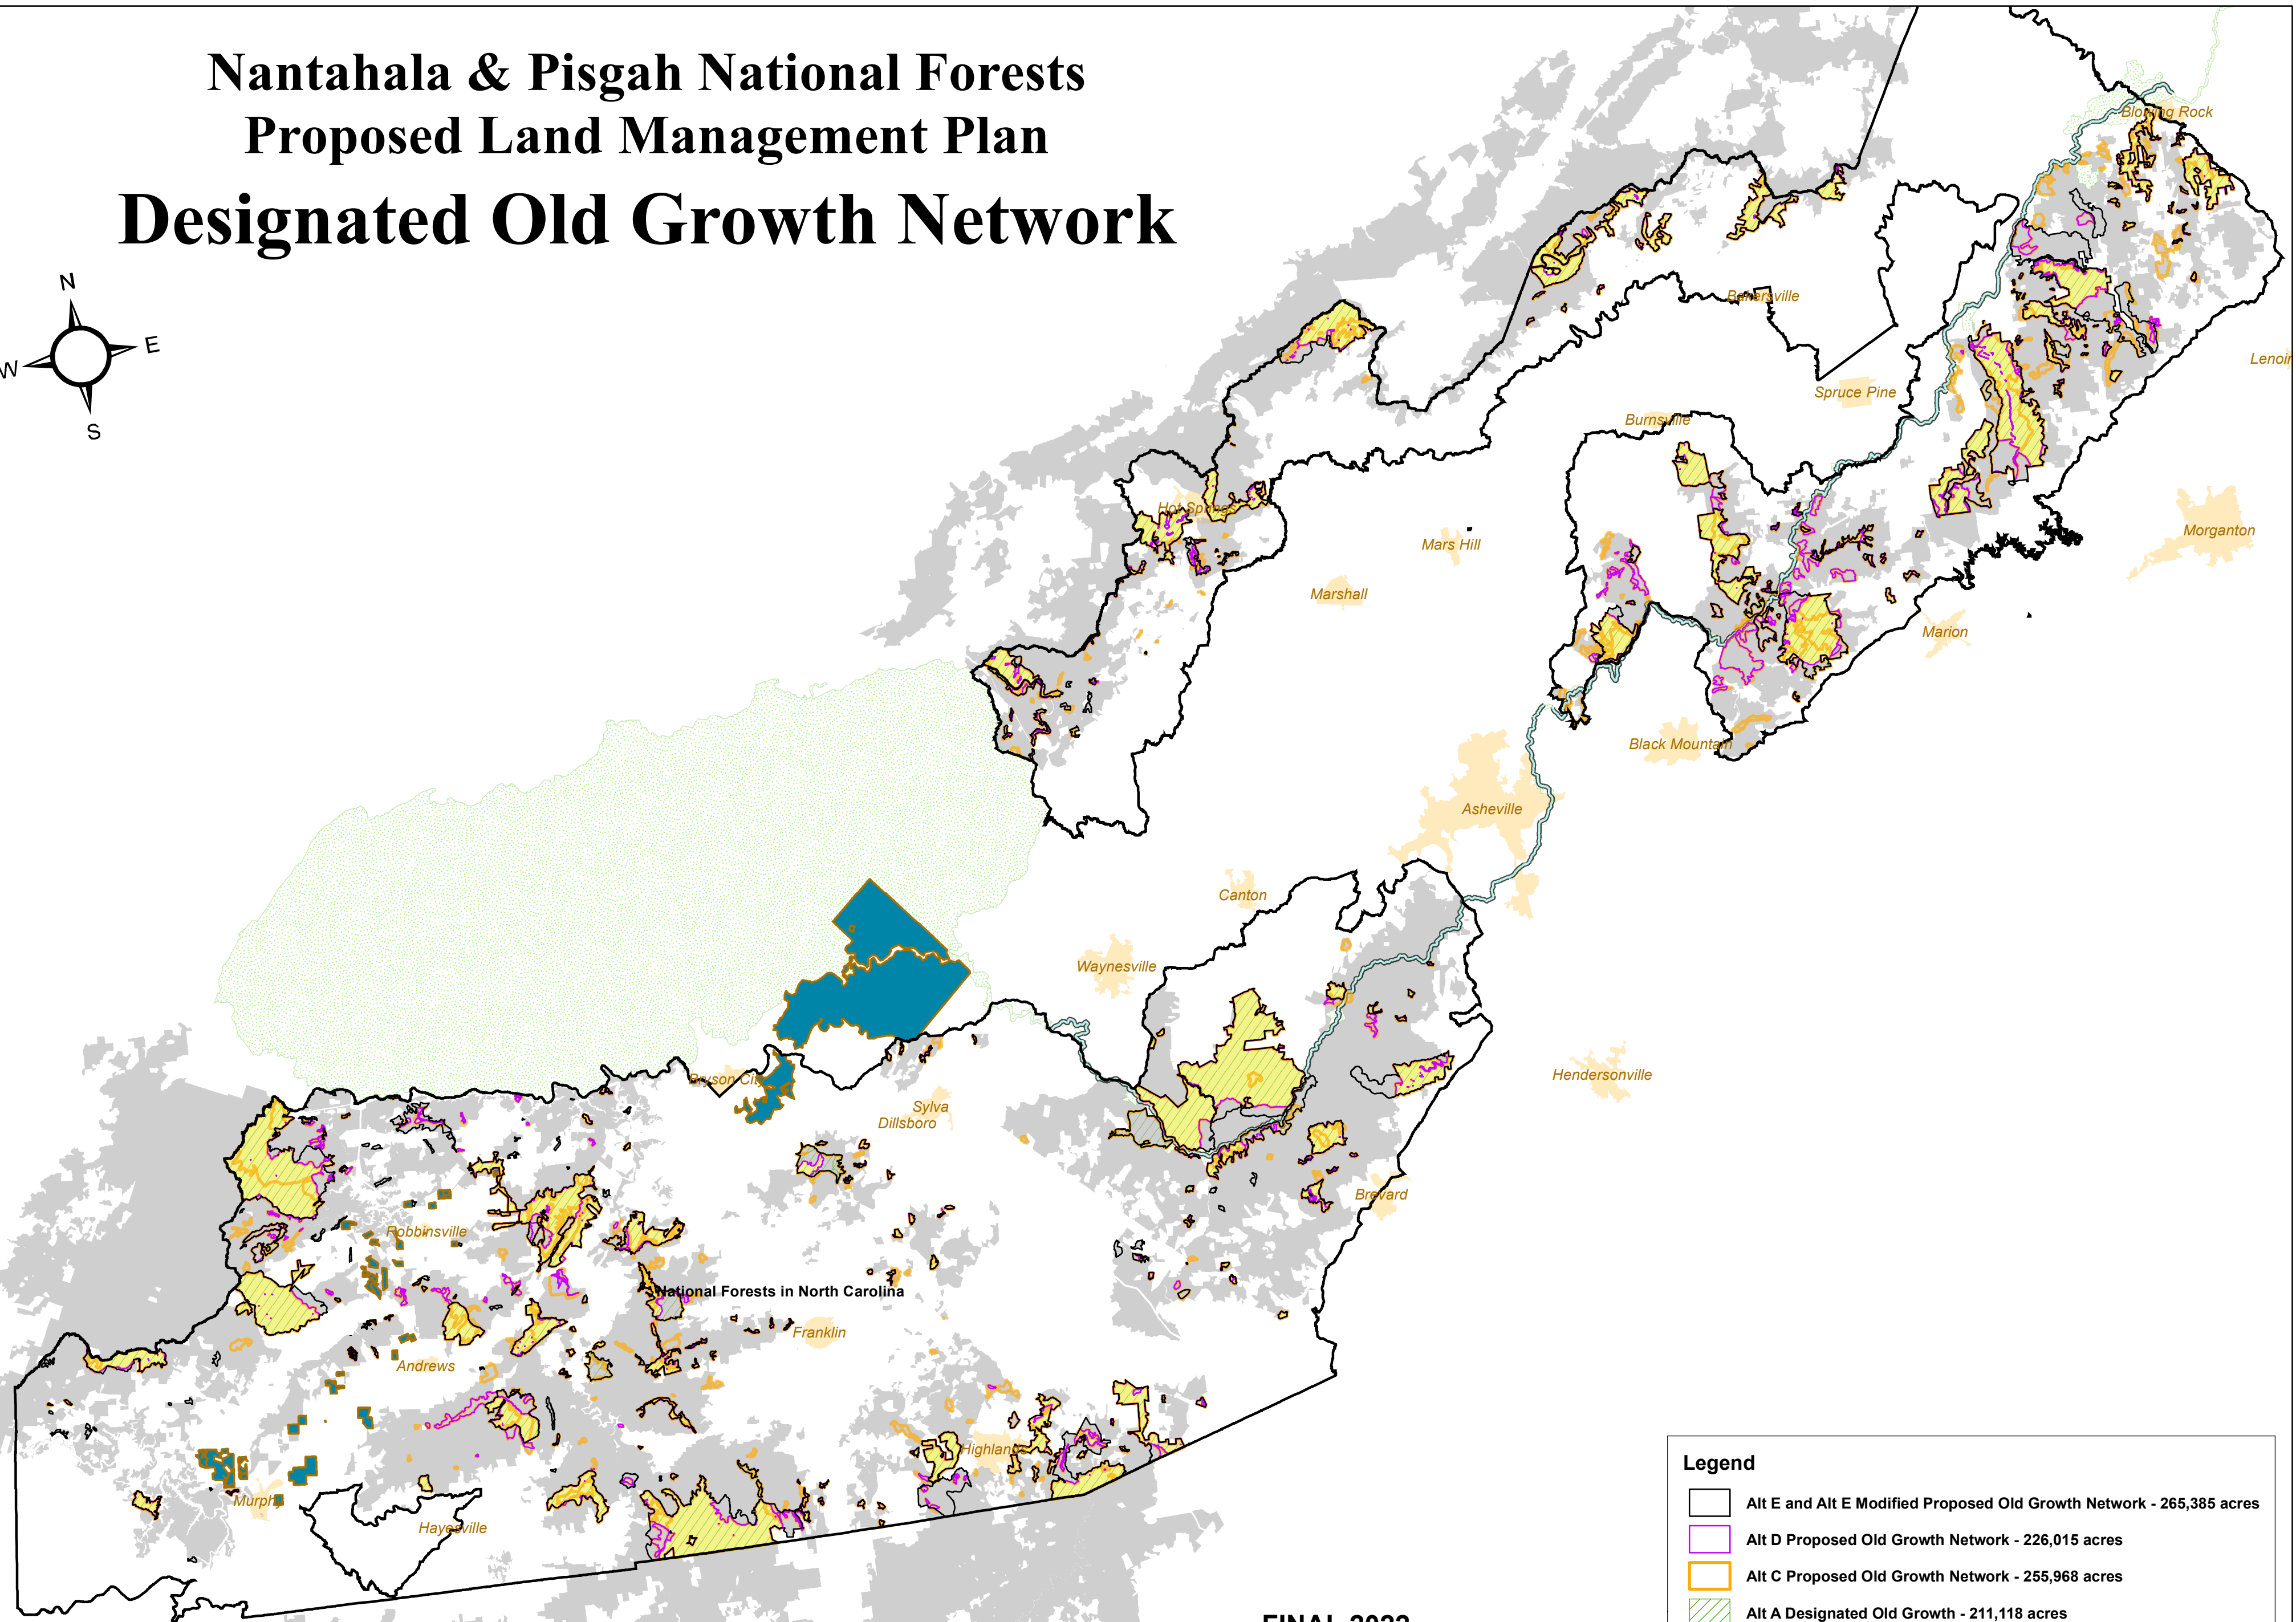 Nantahala & Pisgah National Forests
Proposed Land Management Plan
Designated Old Growth Network
N
W
E
S
Blowing Rock
Bakersville
Lenoir
Spruce Pine
Burnsville
Hot Springs
Morganton
Mars Hill
Marshall
Marion
Black Mountain
Asheville
Canton
Waynesville
Hendersonville
Bryson City
Sylva
Dillsboro
Brevard
Robbinsville
National Forests in North Carolina
Franklin
Andrews
Highlands
Murphy
Hayesville
Legend
Alt E and Alt E Modified Proposed Old Growth Network - 265,385 acres
Alt D Proposed Old Growth Network - 226,015 acres
Alt C Proposed Old Growth Network - 255,968 acres
Alt A Designated Old Growth - 211,118 acres